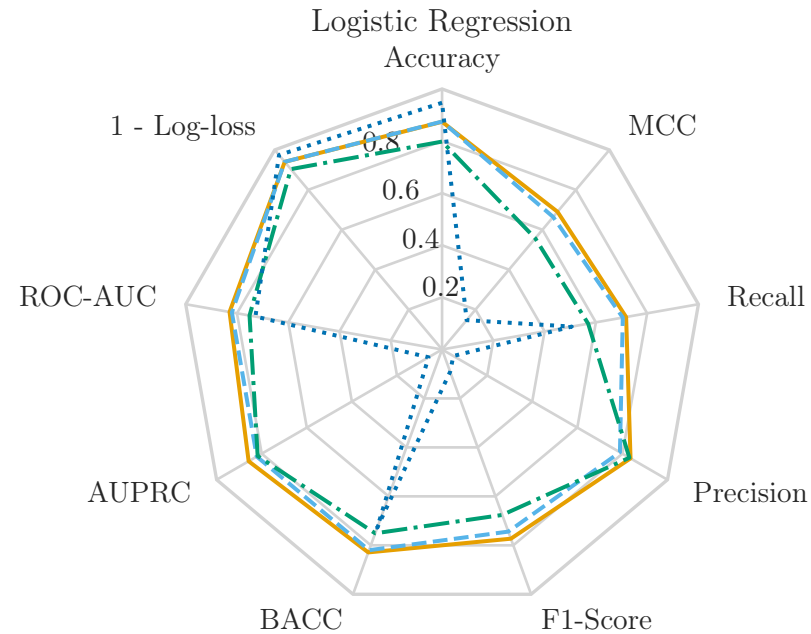 Logistic Regression
Accuracy
1 - Log-loss
MCC
0.8
0.6
0.4
0.2
ROC-AUC
Recall
AUPRC
Precision
BACC
F1-Score